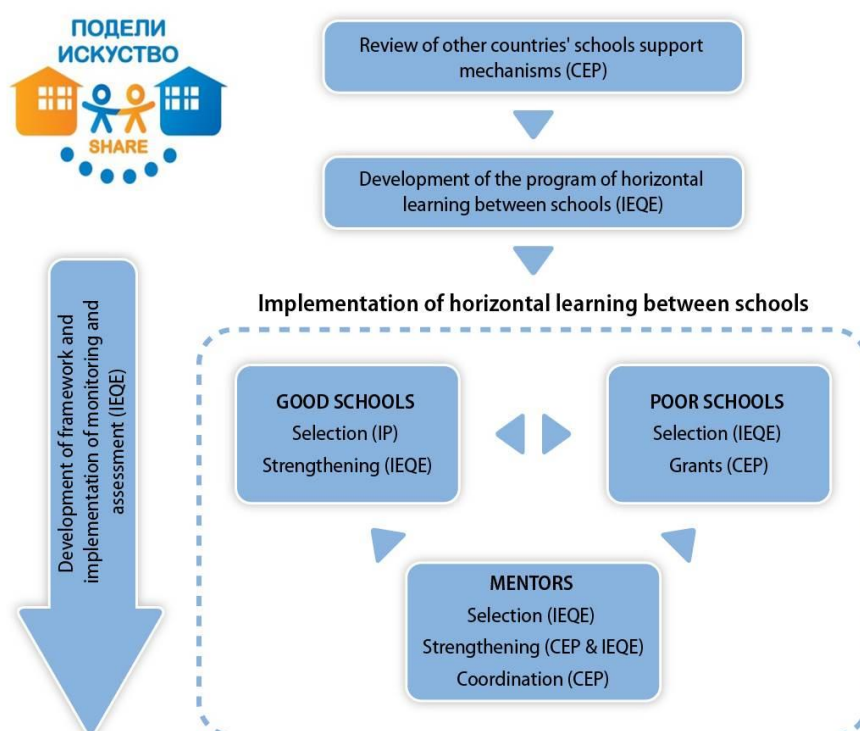 ПОДЕЛИ
ИСКУСТВО
SHARE
Review of other countries' schools support
mechanisms (CEP)
Development of the program of horizontal
learning between schools (IEQE)
Development of framework and
implementation of monitoring and
assessment (IEQE)
Implementation of horizontal learning between schools
GOOD SCHOOLS
Selection (IP)
Strengthening (IEQE)
POOR SCHOOLS
Selection (IEQE)
Grants (CEP)
MENTORS
Selection (IEQE)
Strengthening (CEP & IEQE)
Coordination (CEP)